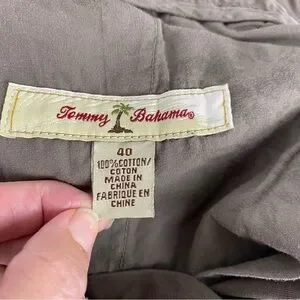 Tommy Bahama®
40
100%COTTON/
COTON
MADE IN
CHINA
FABRIQUE EN
CHINE